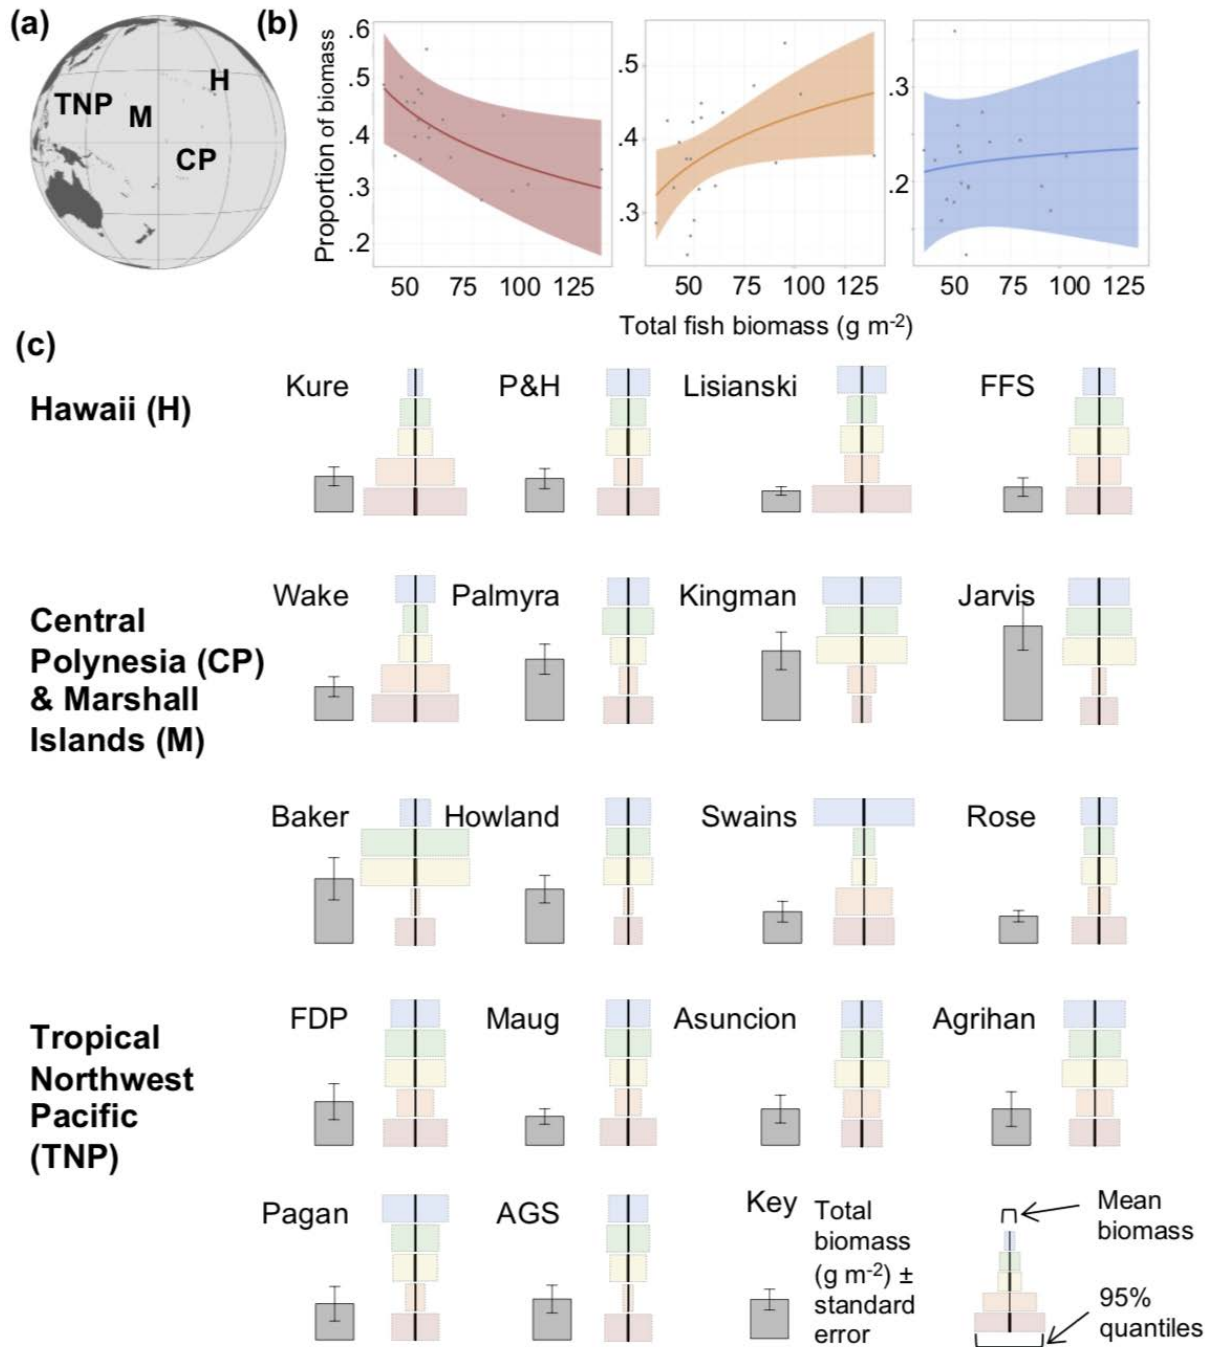 (a)
TNP
M
H
CP
(b)
Proportion of biomass
.6
.5
.4
.3
.2
50 75 100 125
.5
.4
.3
50 75 100 125
.3
.2
50 75 100 125
Total fish biomass (g m-2)
(c)
Hawaii (H)
Kure P&H Lisianski FFS
Central
Polynesia (CP)
& Marshall
Islands (M)
Wake Palmyra Kingman Jarvis
Baker Howland Swains Rose
Tropical
Northwest
Pacific
(TNP)
FDP Maug Asuncion Agrihan
Pagan AGS
Key
Total
biomass
(g m-2) ±
standard
error
Mean
biomass
95%
quantiles